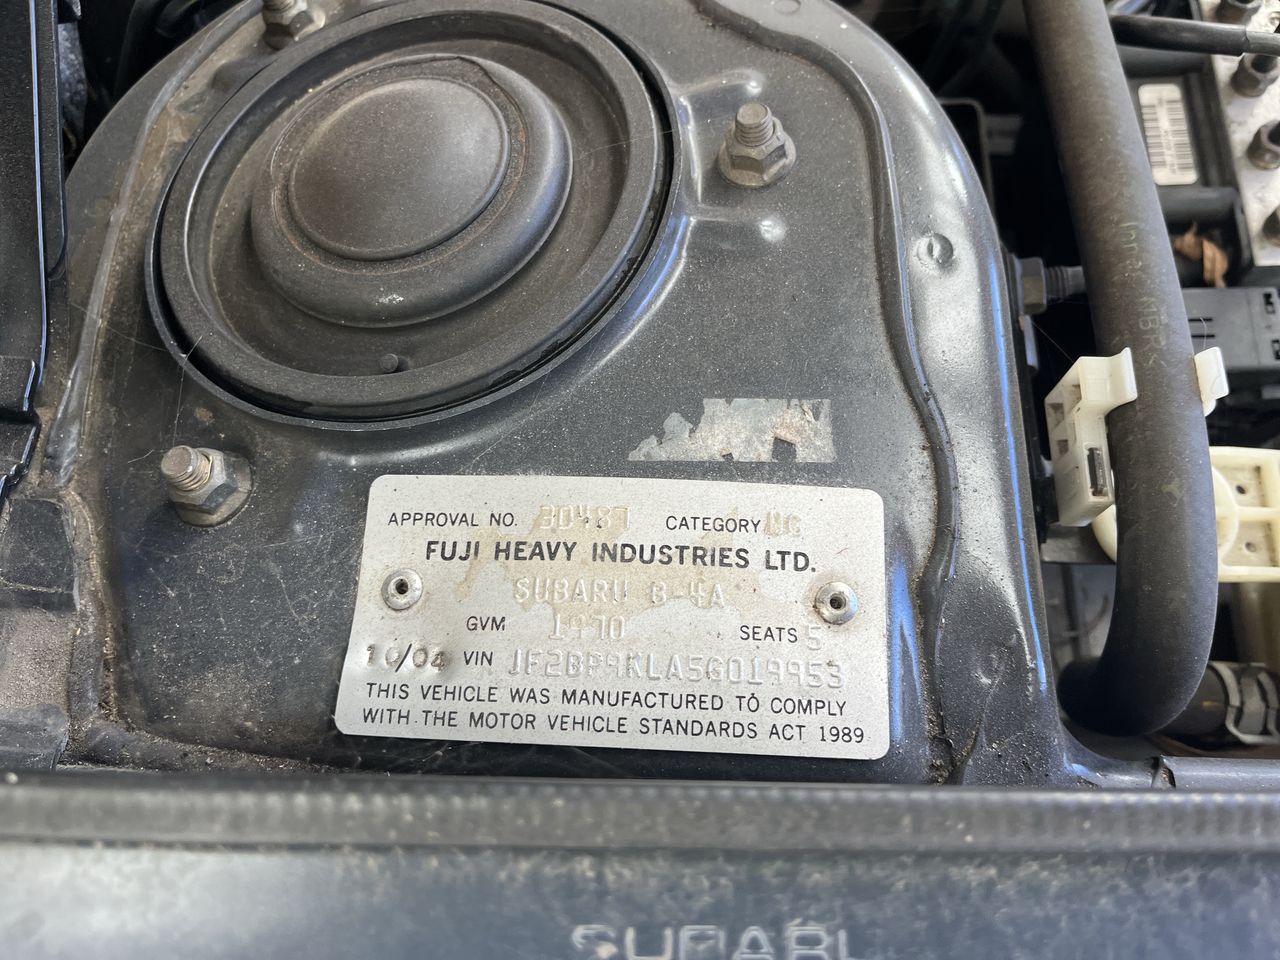 APPROVAL NO. 30487 CATEGORY MC
FUJI HEAVY INDUSTRIES LTD.
SUBARU B-4A
GVM 1970 SEATS 5
10/04 VIN JF2BP9KLA5G019953
THIS VEHICLE WAS MANUFACTURED TO COMPLY
WITH THE MOTOR VEHICLE STANDARDS ACT 1989
SUBARU